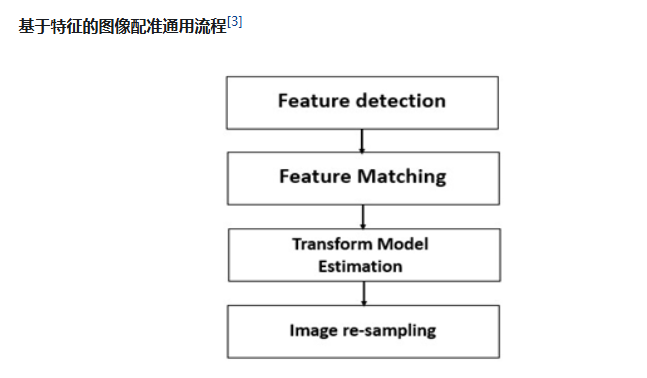 基于特征的图像配准通用流程[3]
Feature detection
Feature Matching
Transform Model
Estimation
Image re-sampling